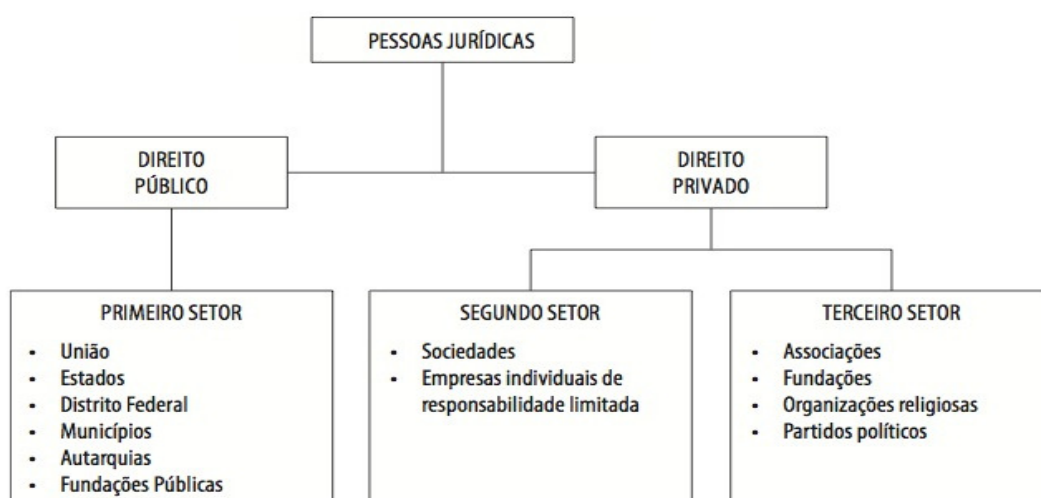 PESSOAS JURÍDICAS
DIREITO
PÚBLICO
DIREITO
PRIVADO
PRIMEIRO SETOR
• União
• Estados
• Distrito Federal
• Municípios
• Autarquias
• Fundações Públicas
SEGUNDO SETOR
• Sociedades
• Empresas individuais de
responsabilidade limitada
TERCEIRO SETOR
• Associações
• Fundações
• Organizações religiosas
• Partidos políticos